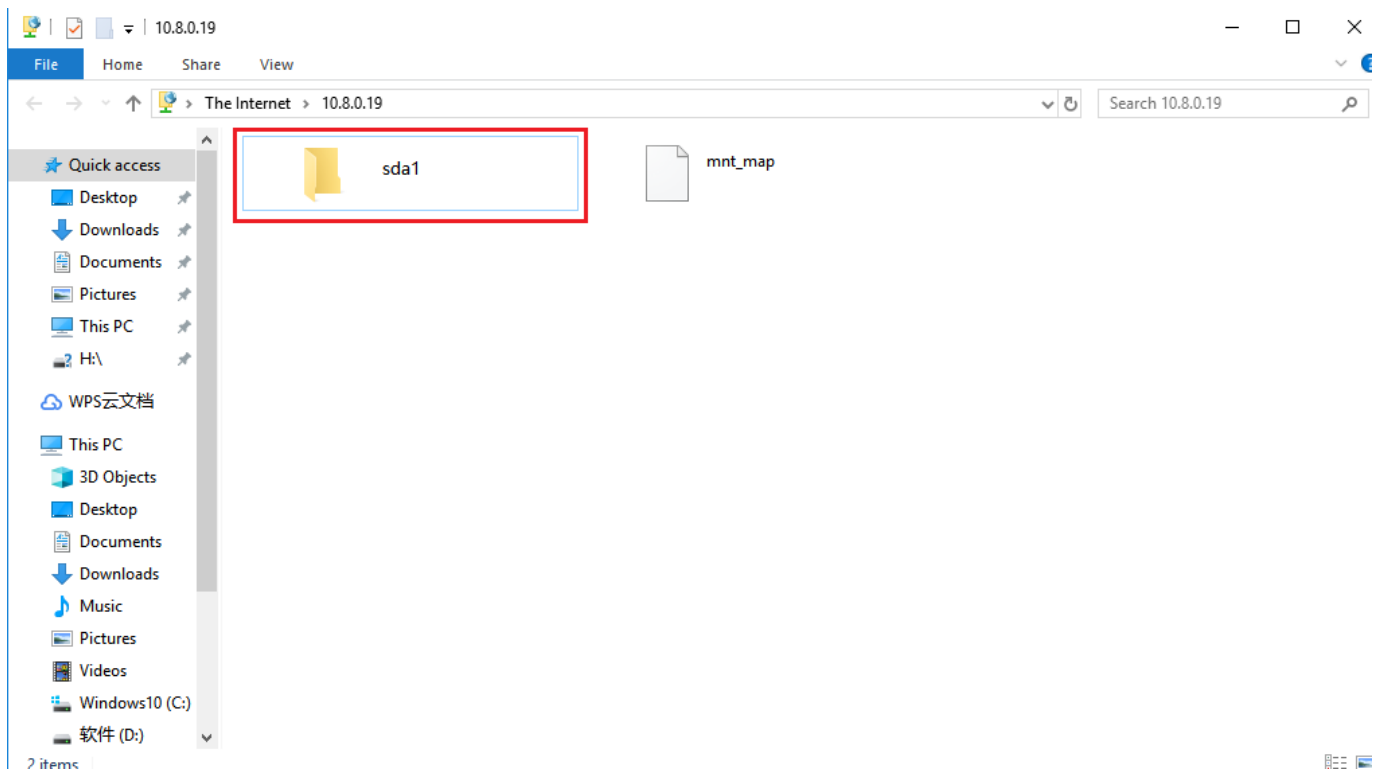 10.8.0.19
File Home Share View
The Internet > 10.8.0.19
Search 10.8.0.19
Quick access
Desktop
Downloads
Documents
Pictures
This PC
H:\
WPS云文档
This PC
3D Objects
Desktop
Documents
Downloads
Music
Pictures
Videos
Windows10 (C:)
软件 (D:)
sda1
mnt_map
2 items